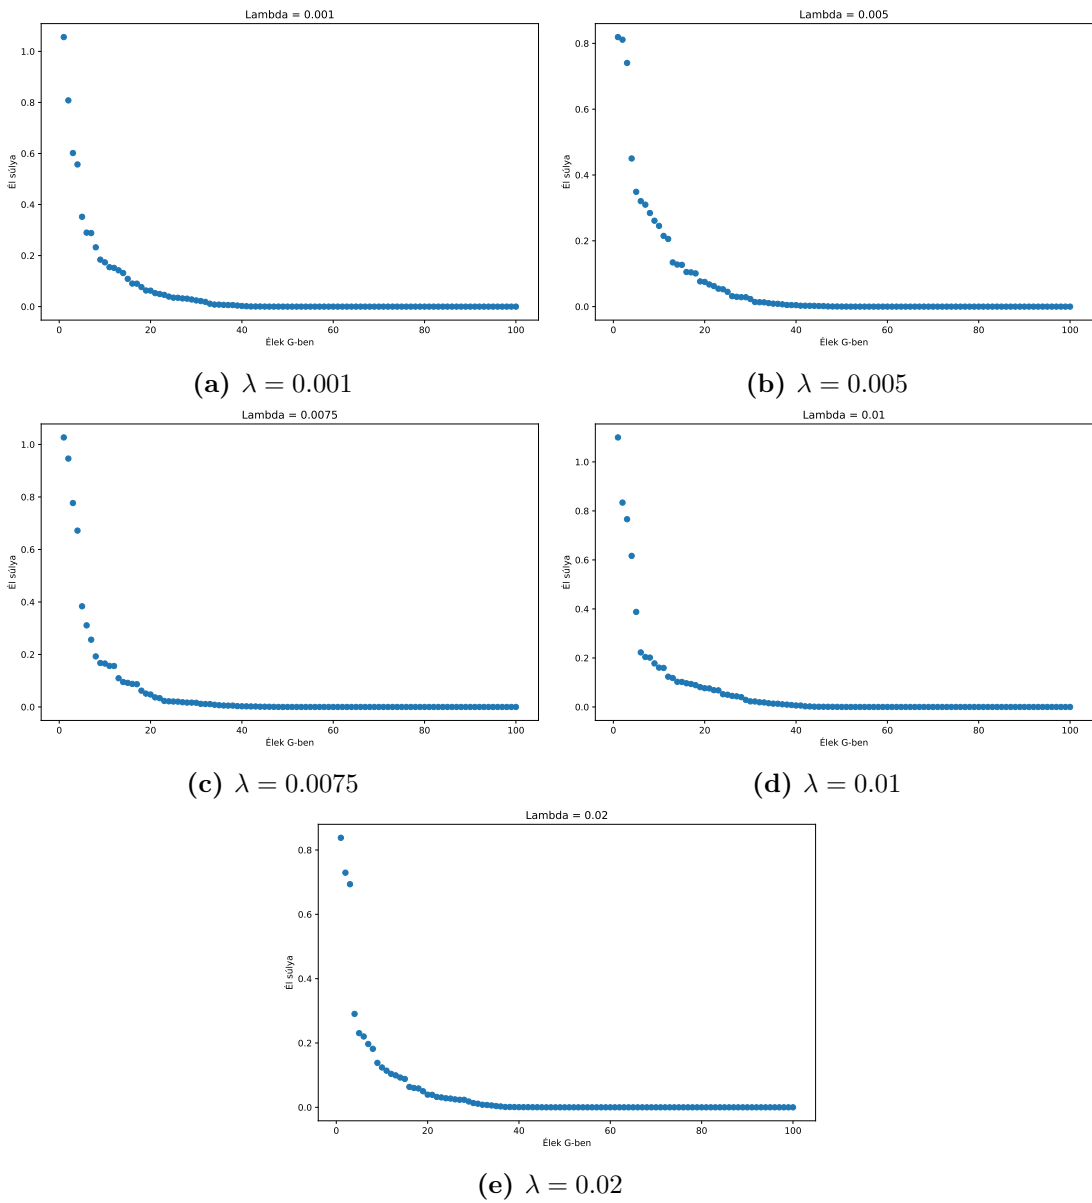 Lambda = 0.001
1.0
0.8
0.6
0.4
0.2
0.0
Él súlya
0 20 40 60 80 100
Élek G-ben
(a) λ = 0.001
Lambda = 0.005
0.8
0.6
0.4
0.2
0.0
Él súlya
0 20 40 60 80 100
Élek G-ben
(b) λ = 0.005
Lambda = 0.0075
1.0
0.8
0.6
0.4
0.2
0.0
Él súlya
0 20 40 60 80 100
Élek G-ben
(c) λ = 0.0075
Lambda = 0.01
1.0
0.8
0.6
0.4
0.2
0.0
Él súlya
0 20 40 60 80 100
Élek G-ben
(d) λ = 0.01
Lambda = 0.02
0.8
0.6
0.4
0.2
0.0
Él súlya
0 20 40 60 80 100
Élek G-ben
(e) λ = 0.02